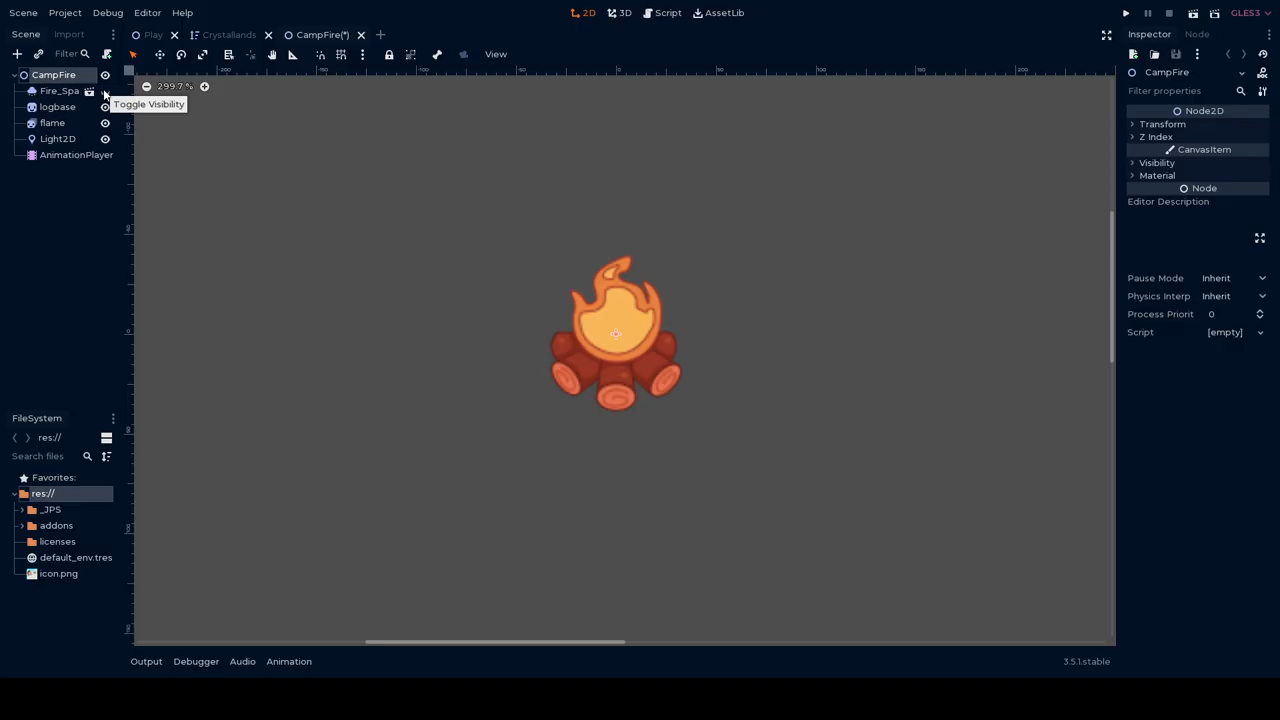 Scene Project Debug Editor Help 2D 3D Script AssetLib GLES3
Scene Import Play Crystallands CampFire(*) Inspector Node
Filter View
CampFire CampFire
299.7 %
Fire_Spa Filter properties
Toggle Visibility
logbase Node2D
flame Transform
Z Index
Light2D CanvasItem
AnimationPlayer
Visibility
Material
Node
Editor Description
Pause Mode Inherit
Physics Interp Inherit
Process Priorit 0
Script [empty]
FileSystem
res://
Search files
Favorites:
res://
_JPS
addons
licenses
default_env.tres
icon.png
Output Debugger Audio Animation 3.5.1.stable